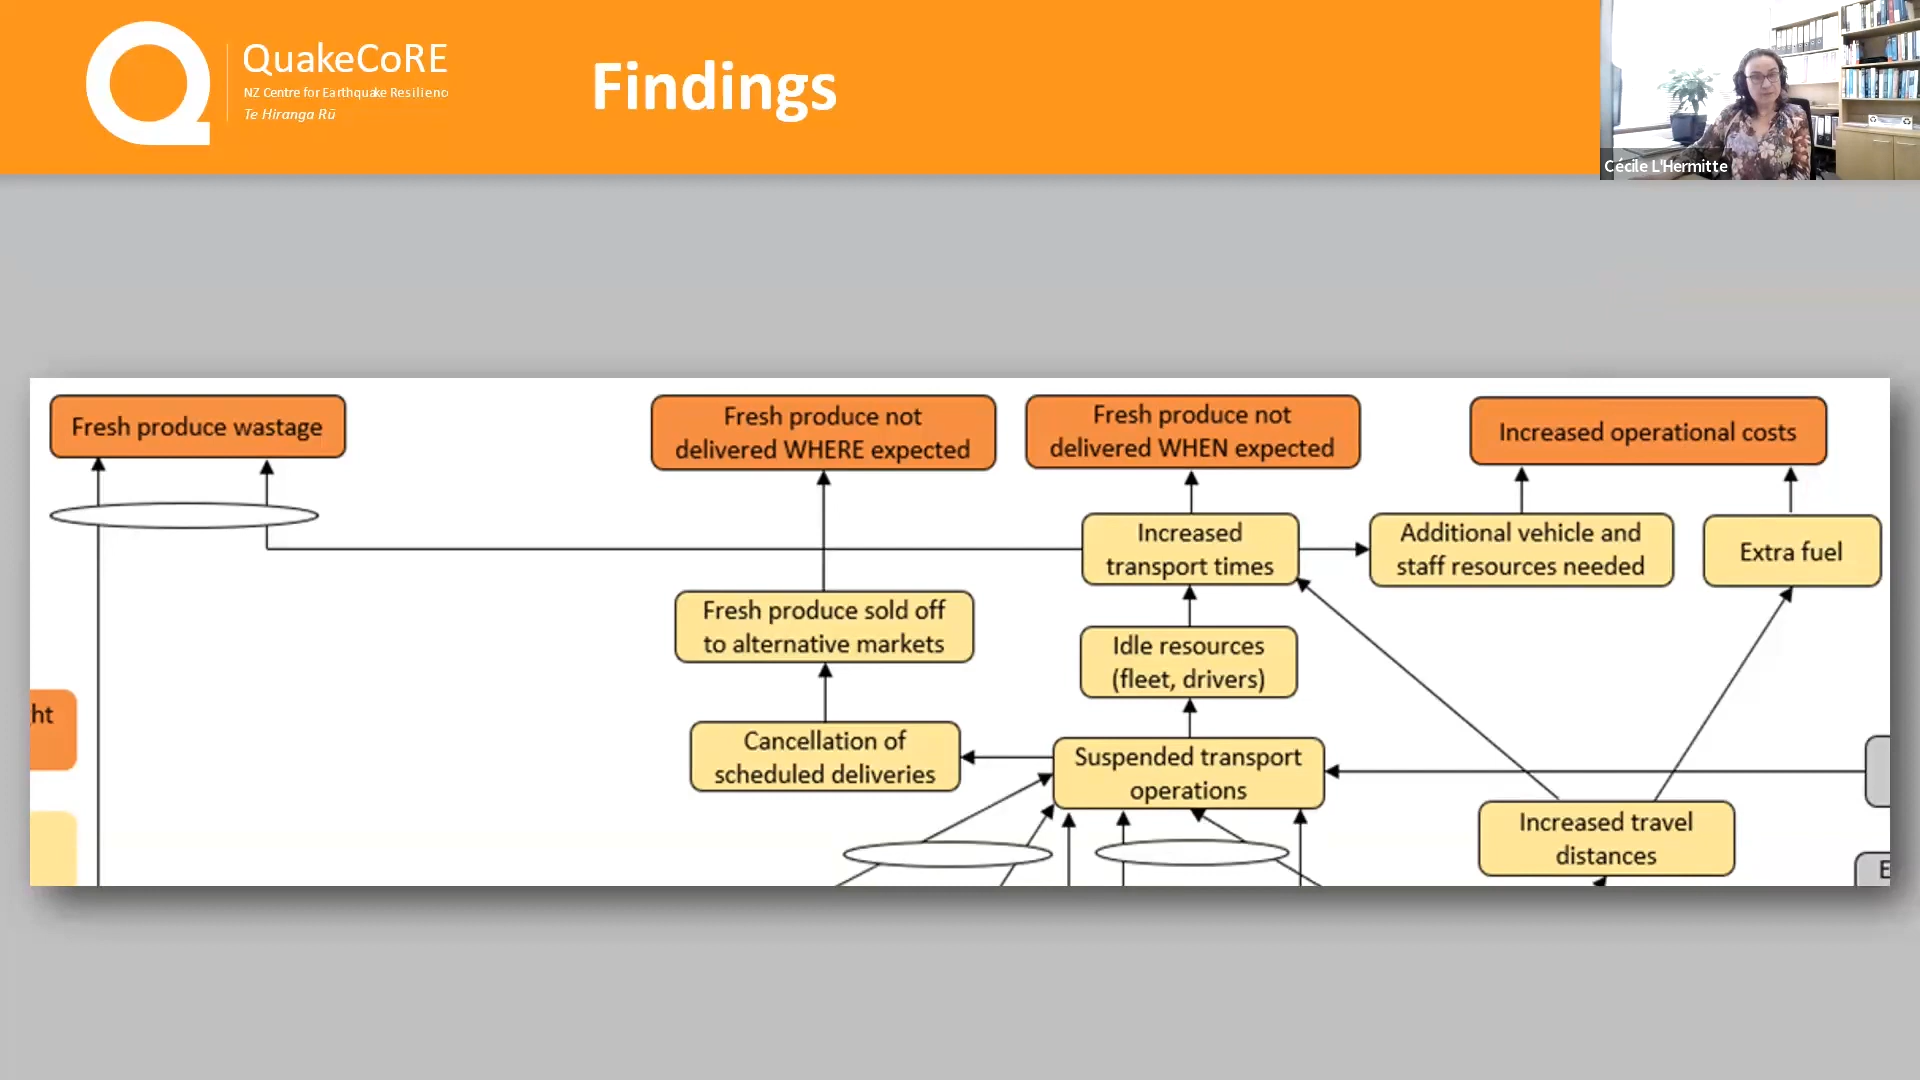 QuakeCoRE
NZ Centre for Earthquake Resilienc
Te Hiranga Rū
Findings
Cécile L'Hermitte
Fresh produce wastage
Fresh produce not
delivered WHERE expected
Fresh produce not
delivered WHEN expected
Increased operational costs
Increased
transport times
Additional vehicle and
staff resources needed
Extra fuel
Fresh produce sold off
to alternative markets
Idle resources
(fleet, drivers)
ht
Cancellation of
scheduled deliveries
Suspended transport
operations
Increased travel
distances
E